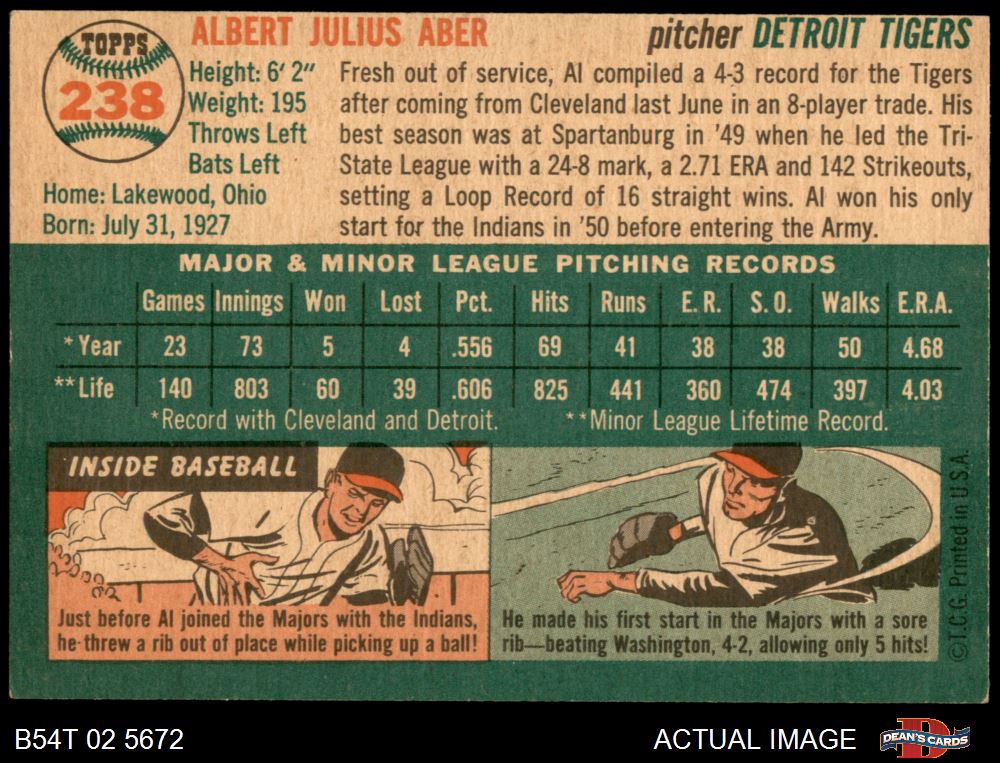 TOPPS
238
ALBERT JULIUS ABER
pitcher DETROIT TIGERS
Height: 6' 2"
Weight: 195
Throws Left
Bats Left
Home: Lakewood, Ohio
Born: July 31, 1927
Fresh out of service, Al compiled a 4-3 record for the Tigers
after coming from Cleveland last June in an 8-player trade. His
best season was at Spartanburg in '49 when he led the Tri-
State League with a 24-8 mark, a 2.71 ERA and 142 Strikeouts,
setting a Loop Record of 16 straight wins. Al won his only
start for the Indians in '50 before entering the Army.
MAJOR & MINOR LEAGUE PITCHING RECORDS
Games Innings Won Lost Pct. Hits Runs E.R. S.O. Walks E.R.A.
*Year 23 73 5 4 .556 69 41 38 38 50 4.68
**Life 140 803 60 39 .606 825 441 360 474 397 4.03
*Record with Cleveland and Detroit. **Minor League Lifetime Record.
INSIDE BASEBALL
Just before Al joined the Majors with the Indians,
he threw a rib out of place while picking up a ball!
He made his first start in the Majors with a sore
rib—beating Washington, 4-2, allowing only 5 hits!
©T.C.G. Printed in U.S.A.
B54T 02 5672
ACTUAL IMAGE
D
DEAN'S CARDS